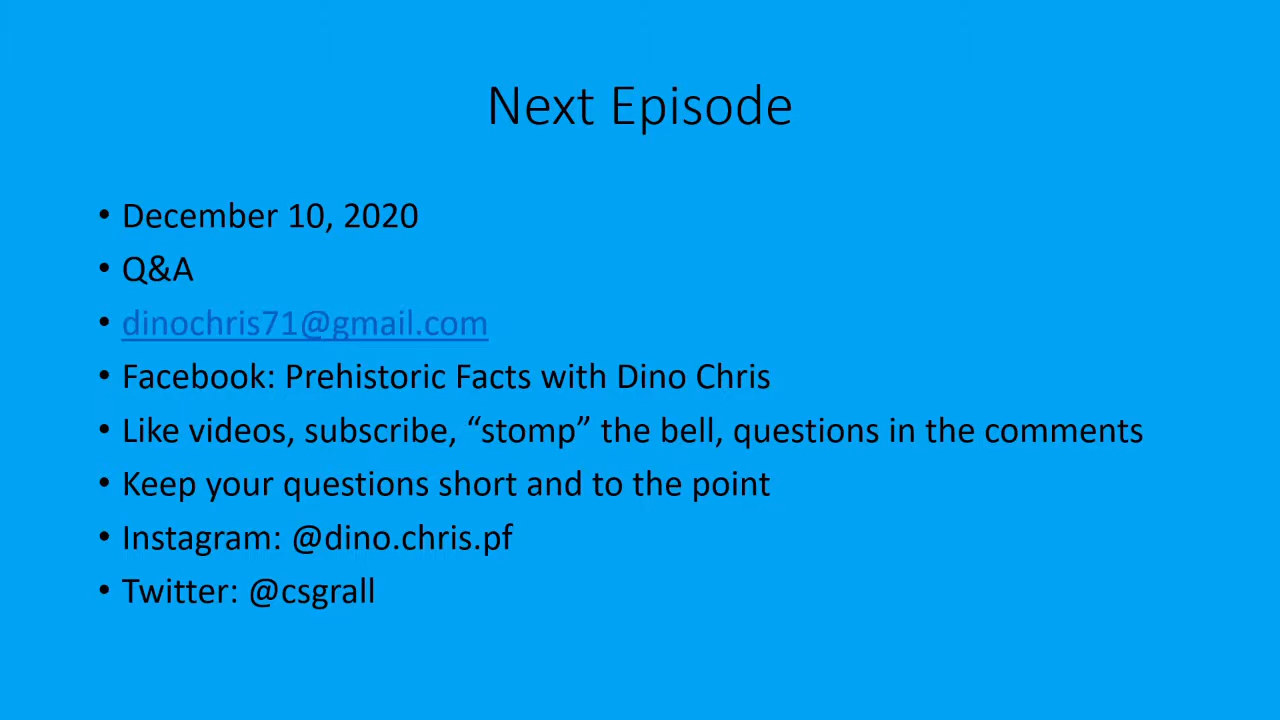 Next Episode
• December 10, 2020
• Q&A
• dinochris71@gmail.com
• Facebook: Prehistoric Facts with Dino Chris
• Like videos, subscribe, “stomp” the bell, questions in the comments
• Keep your questions short and to the point
• Instagram: @dino.chris.pf
• Twitter: @csgrall